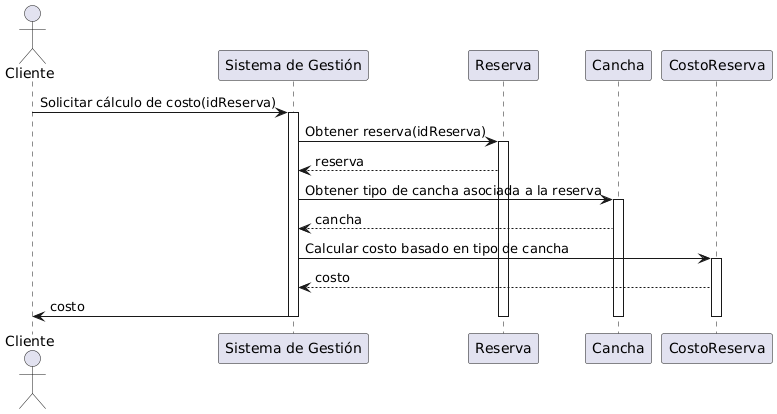 Cliente
Sistema de Gestión
Reserva
Cancha
CostoReserva
Solicitar cálculo de costo(idReserva)
Obtener reserva(idReserva)
reserva
Obtener tipo de cancha asociada a la reserva
cancha
Calcular costo basado en tipo de cancha
costo
costo
Cliente
Sistema de Gestión
Reserva
Cancha
CostoReserva